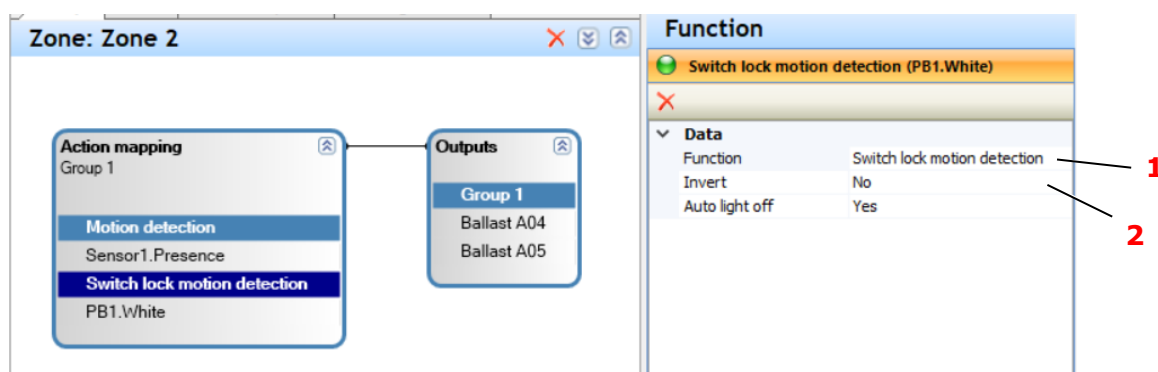 Zone: Zone 2
Action mapping
Group 1
Motion detection
Sensor1.Presence
Switch lock motion detection
PB1.White
Outputs
Group 1
Ballast A04
Ballast A05
Function
Switch lock motion detection (PB1.White)
Data
Function Switch lock motion detection
Invert No
Auto light off Yes
1
2